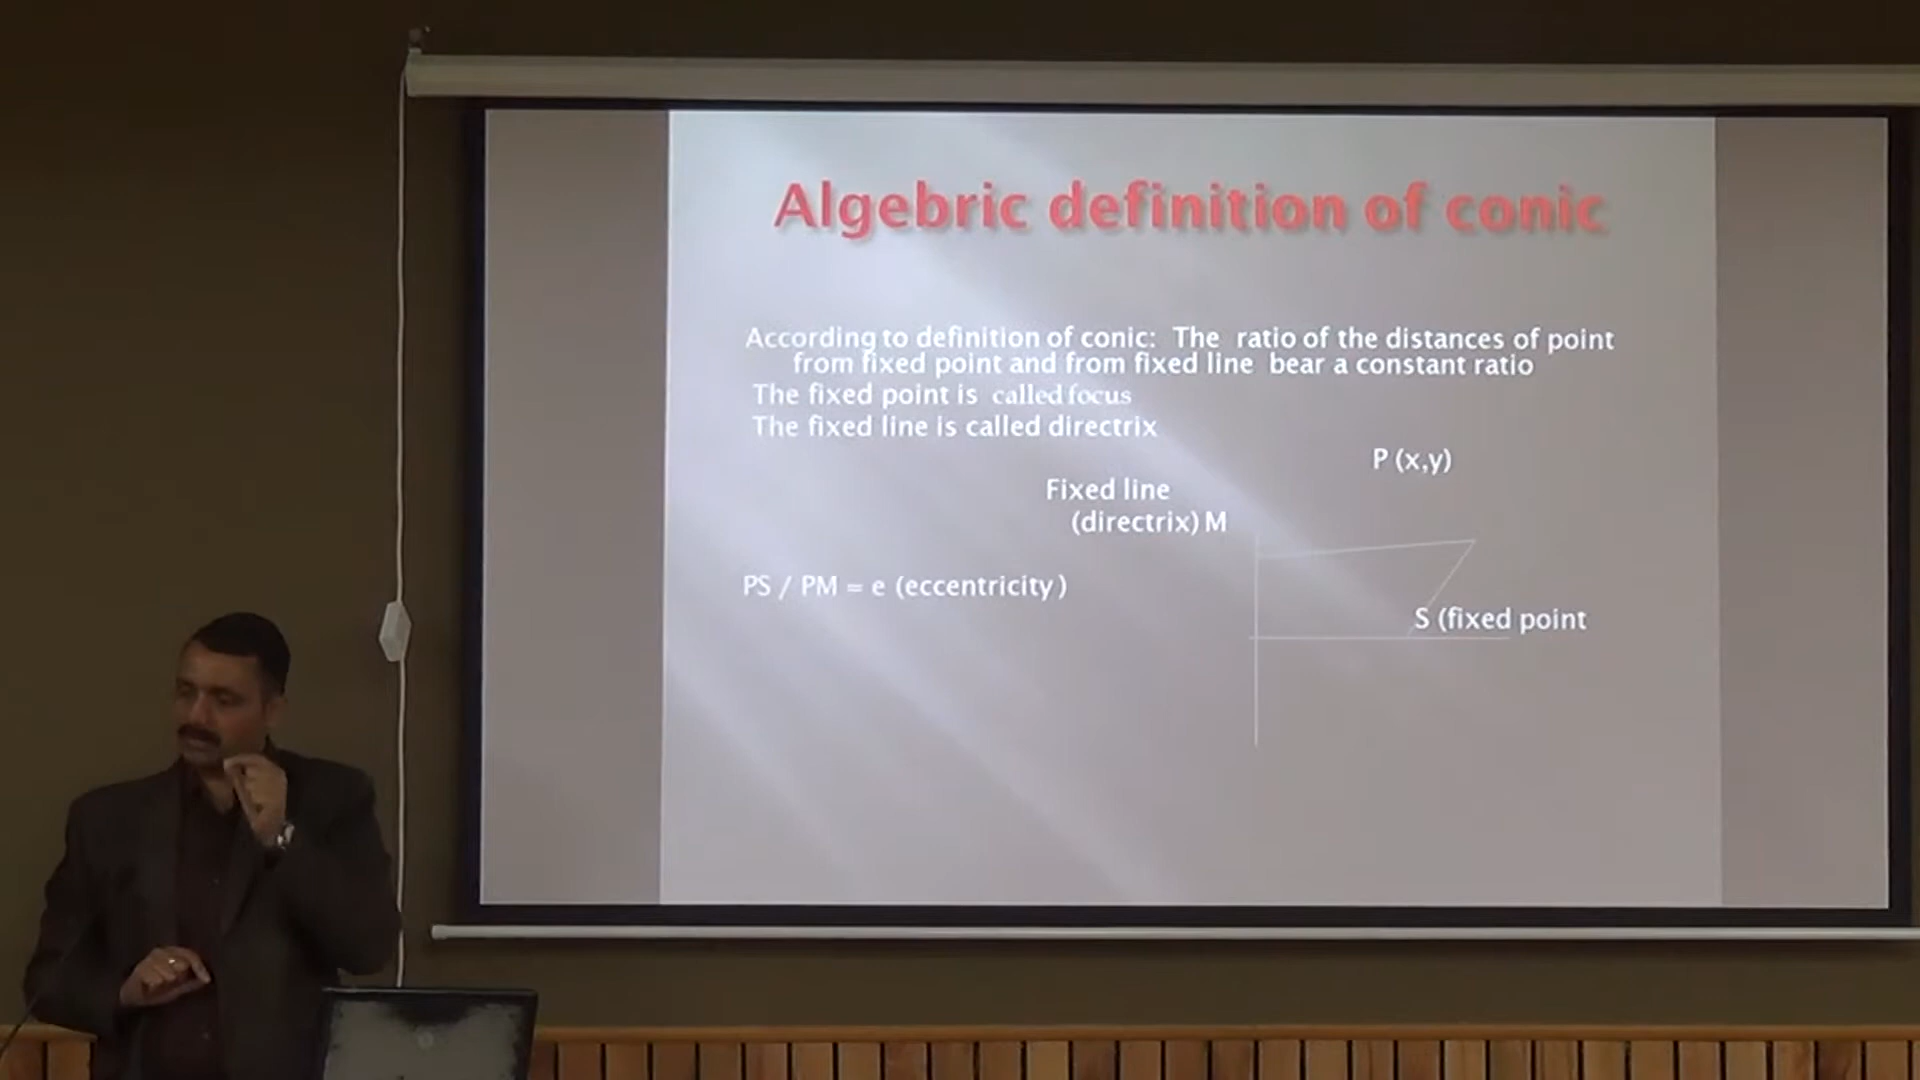 Algebric definition of conic
According to definition of conic: The ratio of the distances of point
from fixed point and from fixed line bear a constant ratio
The fixed point is called focus
The fixed line is called directrix
P (x,y)
Fixed line
(directrix) M
PS / PM = e (eccentricity )
S (fixed point